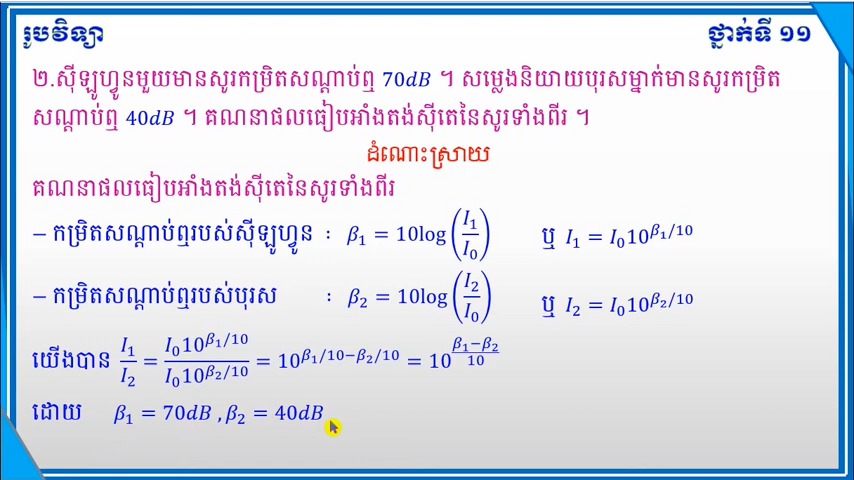 រូបវិទ្យា
ថ្នាក់ទី ១១
២.ស៊ីឡូហ្វូនមួយមានសូរកម្រិតសណ្តាប់ឮ 70dB ។ សម្លេងនិយាយបុរសម្នាក់មានសូរកម្រិត
សណ្តាប់ឮ 40dB ។ គណនាផលធៀបអាំងតង់ស៊ីតេនៃសូរទាំងពីរ ។
ដំណោះស្រាយ
គណនាផលធៀបអាំងតង់ស៊ីតេនៃសូរទាំងពីរ
– កម្រិតសណ្តាប់ឮរបស់ស៊ីឡូហ្វូន : β₁ = 10log(I₁/I₀) ឬ I₁ = I₀10^{β₁/10}
– កម្រិតសណ្តាប់ឮរបស់បុរស : β₂ = 10log(I₂/I₀) ឬ I₂ = I₀10^{β₂/10}
យើងបាន I₁/I₂ = I₀10^{β₁/10}/I₀10^{β₂/10} = 10^{β₁/10−β₂/10} = 10^{(β₁−β₂)/10}
ដោយ β₁ = 70dB , β₂ = 40dB